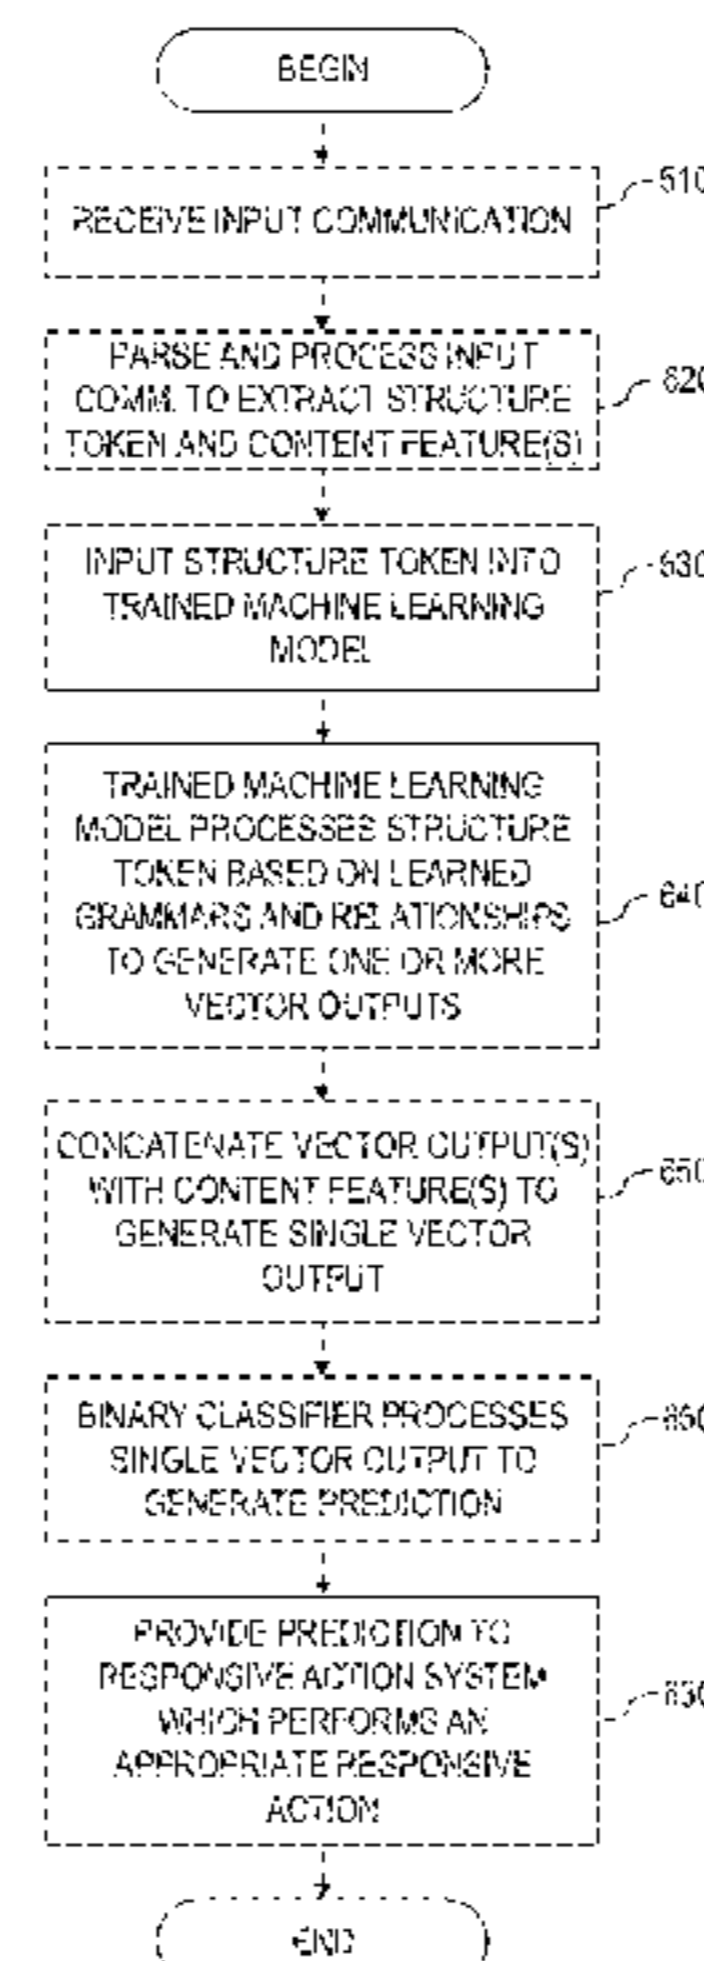 BEGIN
RECEIVE INPUT COMMUNICATION
PARSE AND PROCESS INPUT
COMM. TO EXTRACT STRUCTURE
TOKEN AND CONTENT FEATURE(S)
INPUT STRUCTURE TOKEN INTO
TRAINED MACHINE LEARNING
MODEL
TRAINED MACHINE LEARNING
MODEL PROCESSES STRUCTURE
TOKEN BASED ON LEARNED
GRAMMARS AND RELATIONSHIPS
TO GENERATE ONE OR MORE
VECTOR OUTPUTS
CONCATENATE VECTOR OUTPUT(S)
WITH CONTENT FEATURE(S) TO
GENERATE SINGLE VECTOR
OUTPUT
BINARY CLASSIFIER PROCESSES
SINGLE VECTOR OUTPUT TO
GENERATE PREDICTION
PROVIDE PREDICTION TO
RESPONSIVE ACTION SYSTEM
WHICH PERFORMS AN
APPROPRIATE RESPONSIVE
ACTION
END